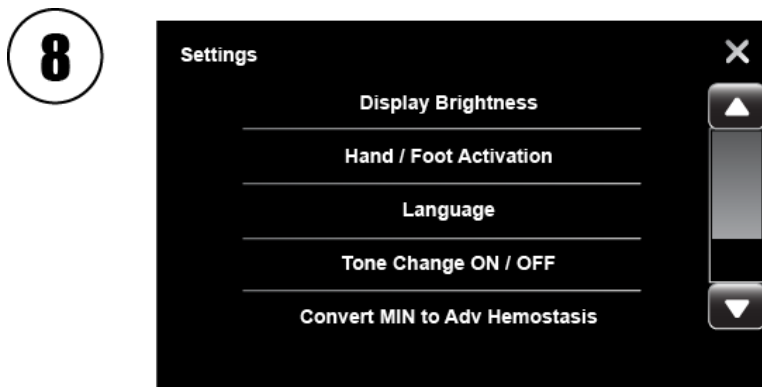 8
Settings
Display Brightness
Hand / Foot Activation
Language
Tone Change ON / OFF
Convert MIN to Adv Hemostasis